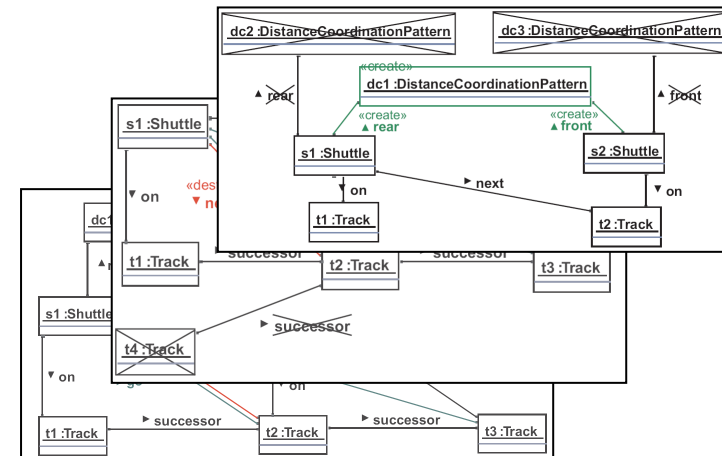 dc2 :DistanceCoordinationPattern
dc3 :DistanceCoordinationPattern
«create»
dc1 :DistanceCoordinationPattern
▲ rear
▲ front
«create»
▲ rear
«create»
▲ front
s1 :Shuttle
s2 :Shuttle
▼ on
► next
▼ on
t1 :Track
t2 :Track
s1 :Shuttle
▼ on
▼
t1 :Track
successor
t2 :Track
successor
t3 :Track
► successor
t4 :Track
dc1
▲
s1 :Shuttle
▼ on
on
t1 :Track
► successor
t2 :Track
► successor
t3 :Track